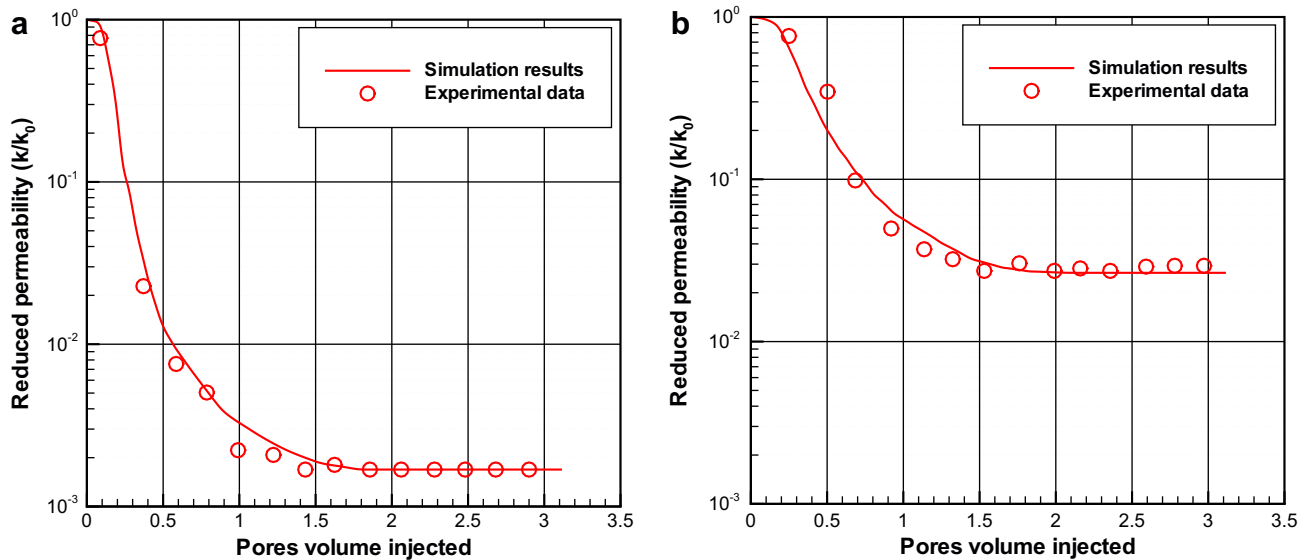 a
Simulation results
Experimental data
Reduced permeability (k/k0)
10^0
10^-1
10^-2
10^-3
0 0.5 1 1.5 2 2.5 3 3.5
Pores volume injected
b
Simulation results
Experimental data
Reduced permeability (k/k0)
10^0
10^-1
10^-2
10^-3
0 0.5 1 1.5 2 2.5 3 3.5
Pores volume injected